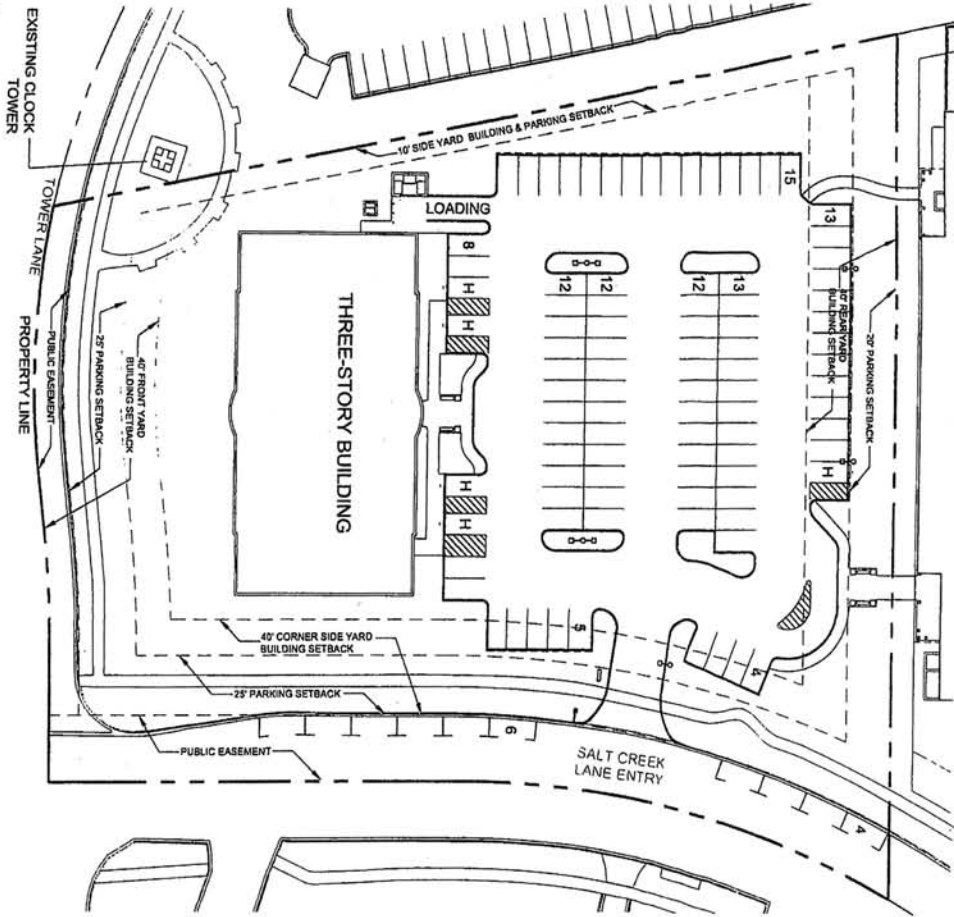 EXISTING CLOCK
TOWER
TOWER LANE
PROPERTY LINE
PUBLIC EASEMENT
25' PARKING SETBACK
40' FRONT YARD
BUILDING SETBACK
10' SIDE YARD BUILDING & PARKING SETBACK
LOADING
THREE-STORY BUILDING
8
H
H
H
H
15
13
12
12
12
13
30' REAR YARD
BUILDING SETBACK
20' PARKING SETBACK
H
5
4
40' CORNER SIDE YARD
BUILDING SETBACK
25' PARKING SETBACK
PUBLIC EASEMENT
6
SALT CREEK
LANE ENTRY
4